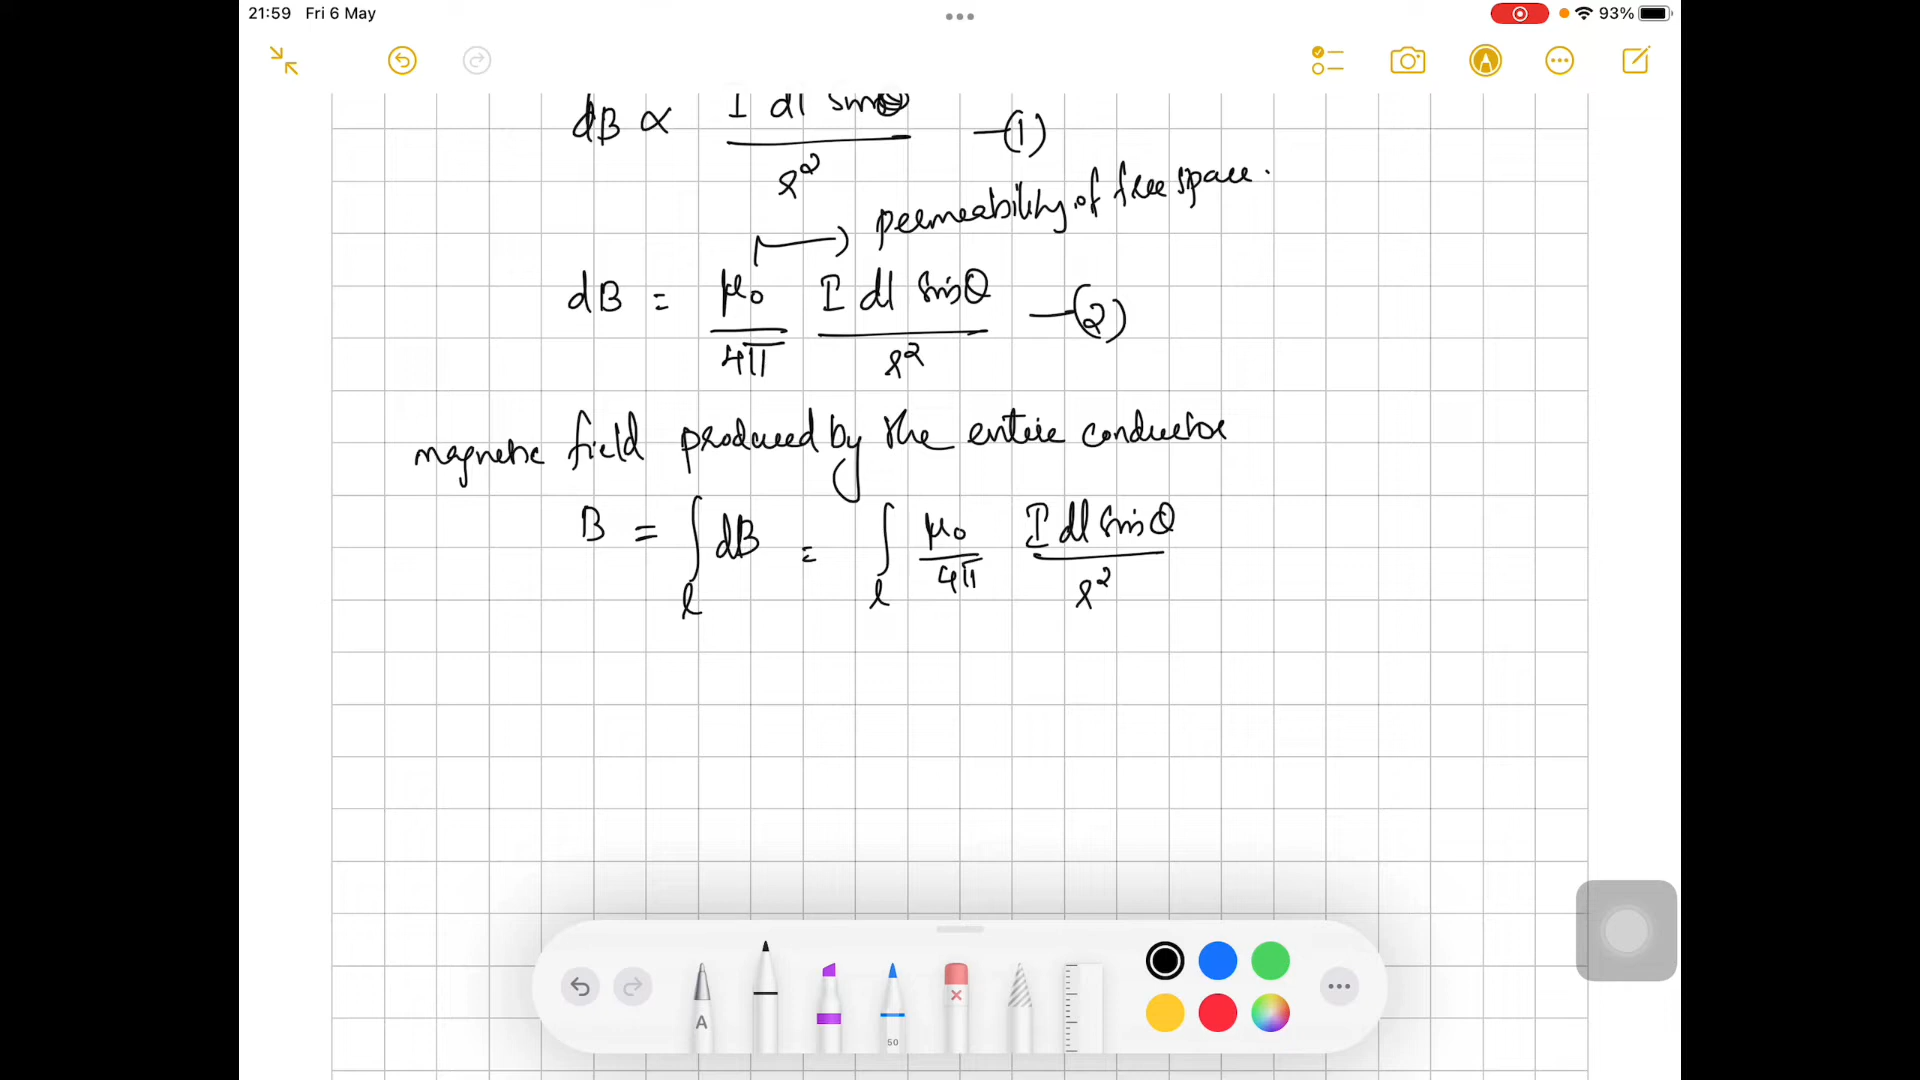 21:59 Fri 6 May 93%
dB ∝ I dl sinθ / r² —(1)
permeability of free space.
dB = μ₀/4π I dl sinθ / r² —(2)
magnetic field produced by the entire conductor
B = ∫l dB = ∫l μ₀/4π I dl sinθ / r²
A
50